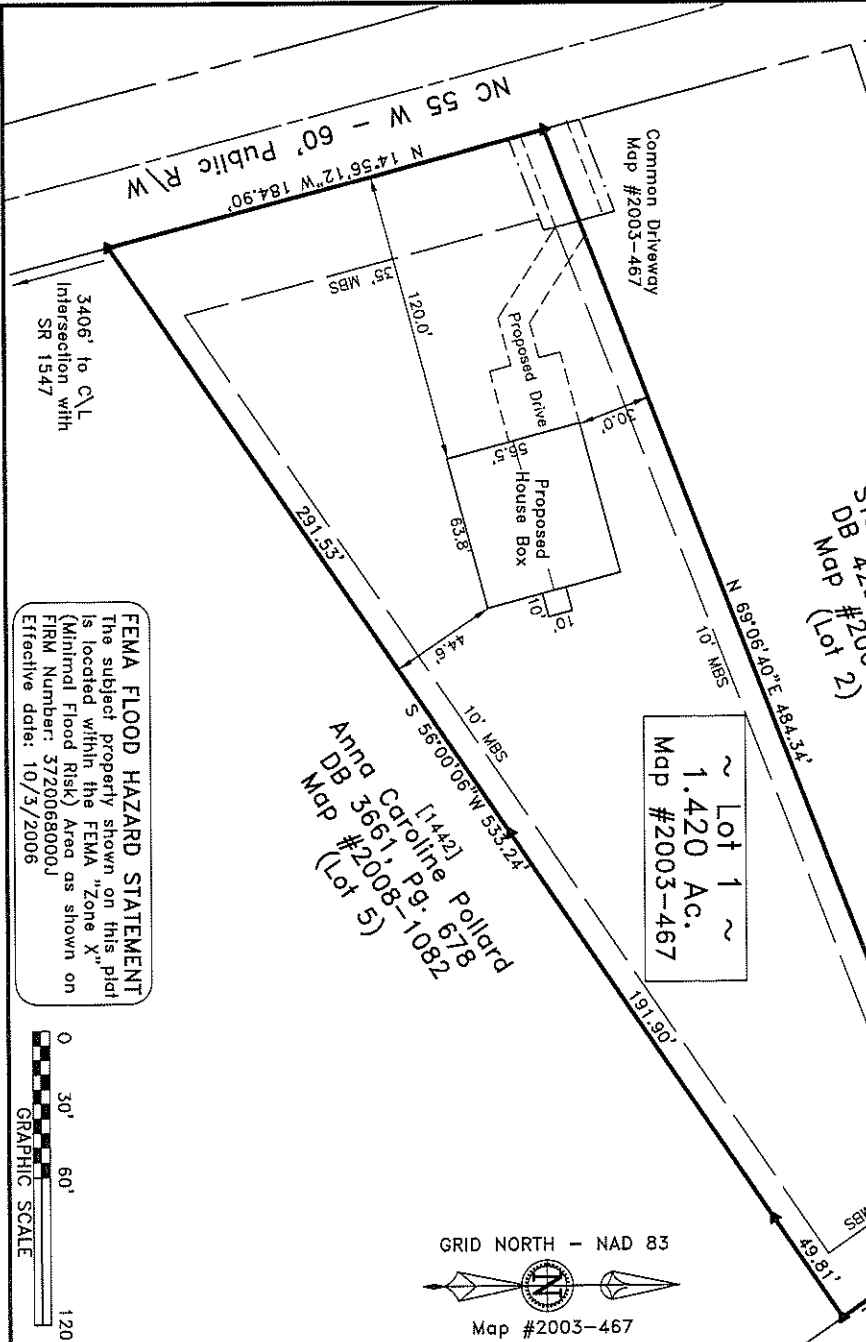 NC 55 W - 60' Public R\W
N 14°56'12"W 184.90'
Common Driveway
Map #2003-467
35' MBS
120.0'
Proposed Drive
30.0'
56.5'
Proposed
House Box
63.8'
10'
10'
44.6'
3406' to C\L
Intersection with
SR 1547
291.53'
N 69°06'40"E 484.34'
10' MBS
(Lot 2)
~ Lot 1 ~
1.420 Ac.
Map #2003-467
10' MBS
S 56°00'06"W 533.24'
[1442]
Anna Caroline Pollard
DB 3661, Pg. 678
Map #2008-1082
(Lot 5)
191.90'
49.81'
MBS
FEMA FLOOD HAZARD STATEMENT
The subject property shown on this plat
is located within the FEMA "Zone X"
(Minimal Flood Risk) Area as shown on
FIRM Number: 3720068000J
Effective date: 10/3/2006
0 30' 60' 120
GRAPHIC SCALE
GRID NORTH - NAD 83
N
Map #2003-467